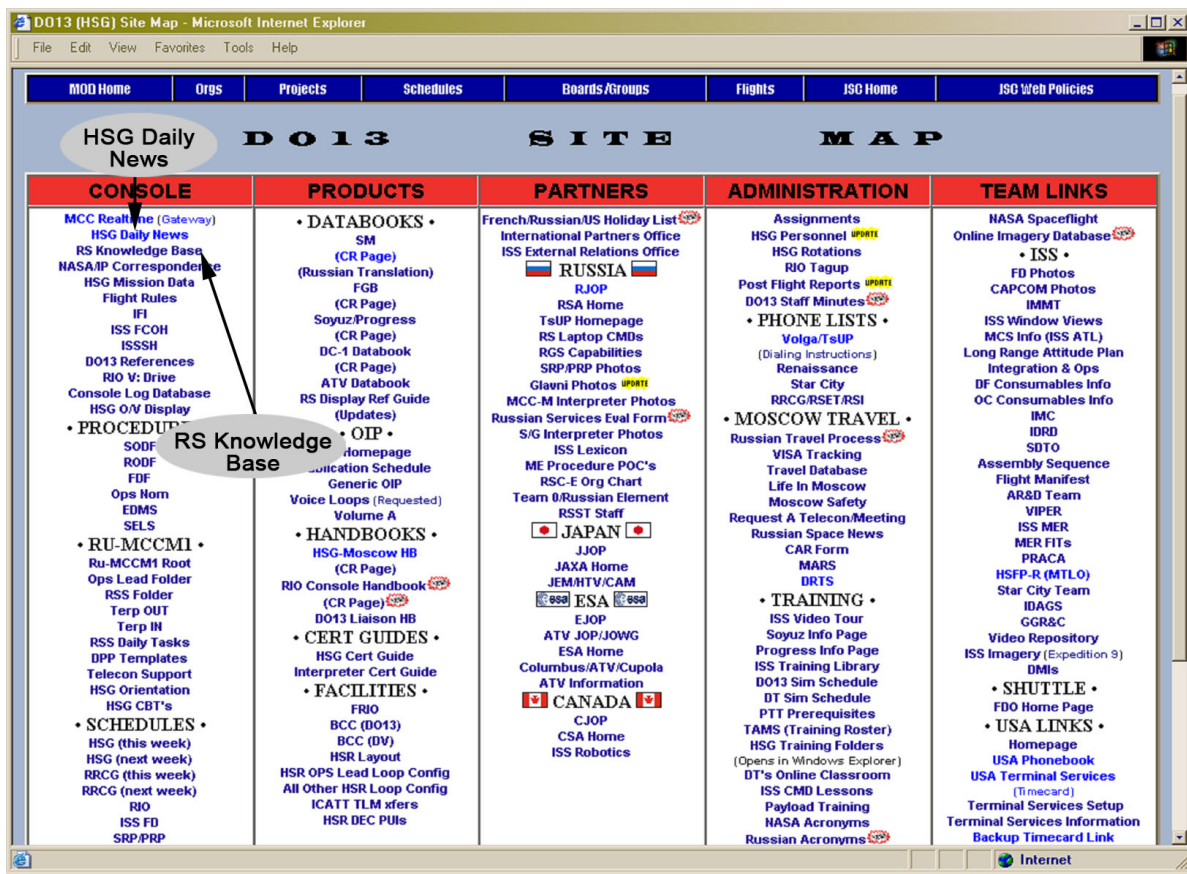 DO13 (HSG) Site Map - Microsoft Internet Explorer
File Edit View Favorites Tools Help
MOD Home Orgs Projects Schedules Boards/Groups Flights JSC Home JSC Web Policies
DO13 SITE MAP
HSG Daily
News
CONSOLE
MCC Realtime (Gateway)
HSG Daily News
RS Knowledge Base
NASA/IP Correspondence
HSG Mission Data
Flight Rules
IFI
ISS FCOH
ISSSH
DO13 References
RIO V: Drive
Console Log Database
HSG O/V Display
RS Knowledge
Base
• PROCEDU
SODF
RODF
FDF
Ops Nom
EDMS
SELS
• RU-MCCM1 •
Ru-MCCM1 Root
Ops Lead Folder
RSS Folder
Terp OUT
Terp IN
RSS Daily Tasks
DPP Templates
Telecon Support
HSG Orientation
HSG CBT's
• SCHEDULES •
HSG (this week)
HSG (next week)
RRCG (this week)
RRCG (next week)
RIO
ISS FD
SRP/PRP
PRODUCTS
• DATABOOKS •
SM
(CR Page)
(Russian Translation)
FGB
(CR Page)
Soyuz/Progress
(CR Page)
DC-1 Databook
(CR Page)
ATV Databook
RS Display Ref Guide
(Updates)
• OIP •
omepage
blication Schedule
Generic OIP
Voice Loops (Requested)
Volume A
• HANDBOOKS •
HSG-Moscow HB
(CR Page)
RIO Console Handbook NEW
(CR Page) NEW
DO13 Liaison HB
• CERT GUIDES •
HSG Cert Guide
Interpreter Cert Guide
• FACILITIES •
FRIO
BCC (DO13)
BCC (DV)
HSR Layout
HSR OPS Lead Loop Config
All Other HSR Loop Config
ICATT TLM xfers
HSR DEC PUIs
PARTNERS
French/Russian/US Holiday List NEW
International Partners Office
ISS External Relations Office
RUSSIA
RJOP
RSA Home
TsUP Homepage
RS Laptop CMDs
RGS Capabilities
SRP/PRP Photos
Glavni Photos UPDATE
MCC-M Interpreter Photos
Russian Services Eval Form NEW
S/G Interpreter Photos
ISS Lexicon
ME Procedure POC's
RSC-E Org Chart
Team 0/Russian Element
RSST Staff
• JAPAN •
JJOP
JAXA Home
JEM/HTV/CAM
esa ESA esa
EJOP
ATV JOP/JOWG
ESA Home
Columbus/ATV/Cupola
ATV Information
CANADA
CJOP
CSA Home
ISS Robotics
ADMINISTRATION
Assignments
HSG Personnel UPDATE
HSG Rotations
RIO Tagup
Post Flight Reports UPDATE
DO13 Staff Minutes NEW
• PHONE LISTS •
Volga/TsUP
(Dialing Instructions)
Renaissance
Star City
RRCG/RSET/RSI
• MOSCOW TRAVEL •
Russian Travel Process NEW
VISA Tracking
Travel Database
Life In Moscow
Moscow Safety
Request A Telecon/Meeting
Russian Space News
CAR Form
MARS
DRTS
• TRAINING •
ISS Video Tour
Soyuz Info Page
Progress Info Page
ISS Training Library
DO13 Sim Schedule
DT Sim Schedule
PTT Prerequisites
TAMS (Training Roster)
HSG Training Folders
(Opens in Windows Explorer)
DT's Online Classroom
ISS CMD Lessons
Payload Training
NASA Acronyms
Russian Acronyms NEW
TEAM LINKS
NASA Spaceflight
Online Imagery Database NEW
• ISS •
FD Photos
CAPCOM Photos
IMMT
ISS Window Views
MCS Info (ISS ATL)
Long Range Attitude Plan
Integration & Ops
DF Consumables Info
OC Consumables Info
IMC
IDRD
SDTO
Assembly Sequence
Flight Manifest
AR&D Team
VIPER
ISS MER
MER FITs
PRACA
HSFP-R (MTLO)
Star City Team
IDAGS
GGR&C
Video Repository
ISS Imagery (Expedition 9)
DMIs
• SHUTTLE •
FDO Home Page
• USA LINKS •
Homepage
USA Phonebook
USA Terminal Services
(Timecard)
Terminal Services Setup
Terminal Services Information
Backup Timecard Link
Internet